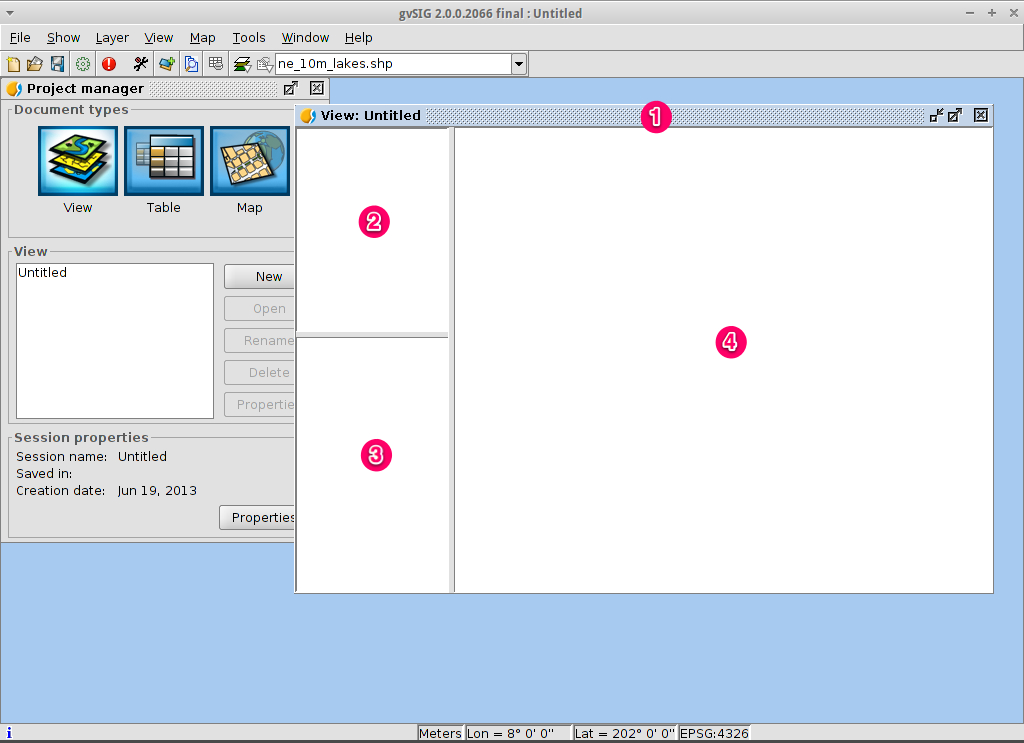 gvSIG 2.0.0.2066 final : Untitled
File Show Layer View Map Tools Window Help
ne_10m_lakes.shp
Project manager
Document types
View Table Map
View
Untitled
New
Open
Rename
Delete
Propertie
Session properties
Session name: Untitled
Saved in:
Creation date: Jun 19, 2013
Properties
View: Untitled
1
2
3
4
i
Meters Lon = 8° 0' 0'' Lat = 202° 0' 0'' EPSG:4326